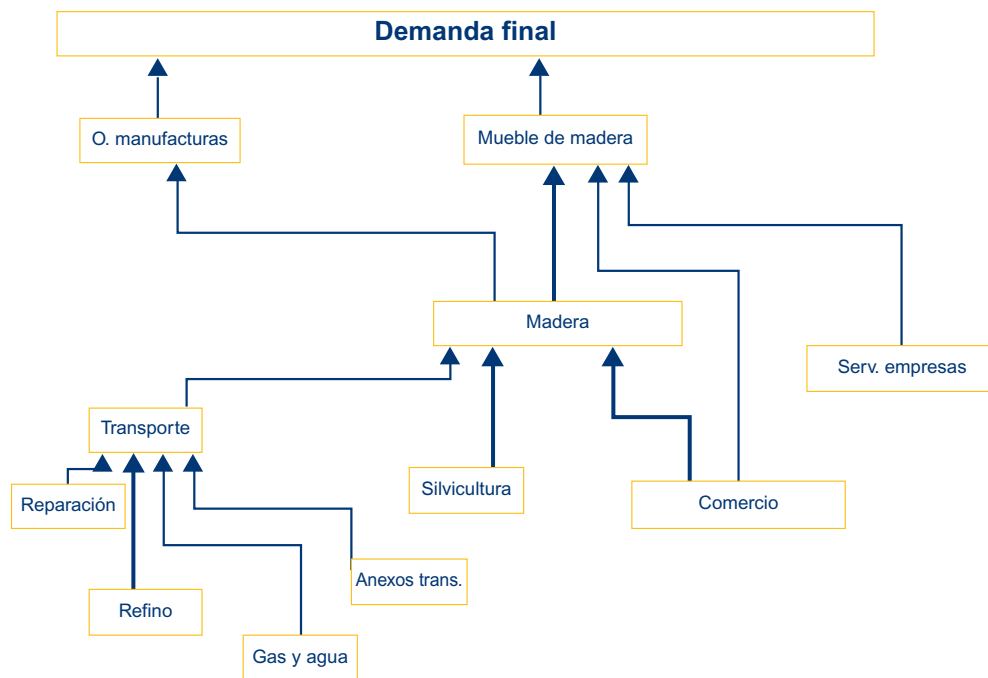 Demanda final
O. manufacturas
Mueble de madera
Madera
Serv. empresas
Transporte
Silvicultura
Reparación
Comercio
Anexos trans.
Refino
Gas y agua